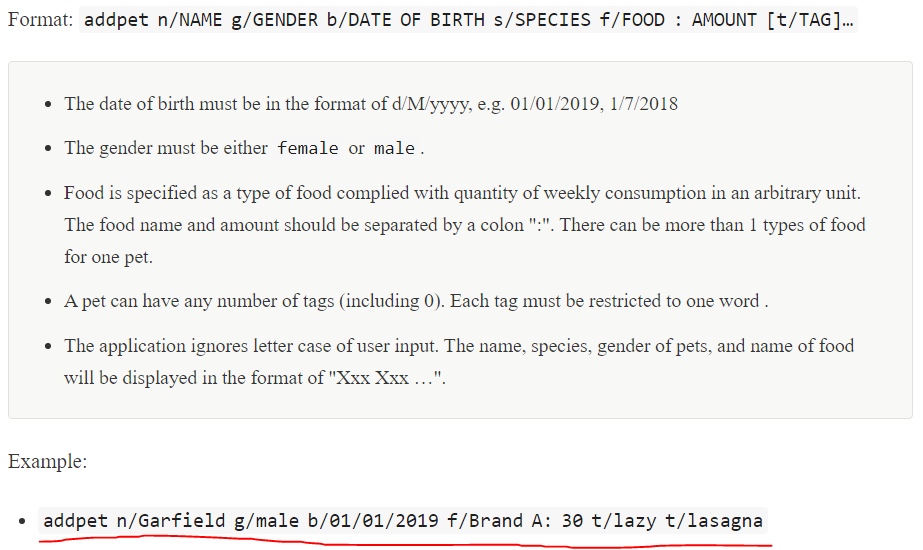 Format: addpet n/NAME g/GENDER b/DATE OF BIRTH s/SPECIES f/FOOD : AMOUNT [t/TAG]…
• The date of birth must be in the format of d/M/yyyy, e.g. 01/01/2019, 1/7/2018
• The gender must be either female or male .
• Food is specified as a type of food complied with quantity of weekly consumption in an arbitrary unit.
The food name and amount should be separated by a colon ":". There can be more than 1 types of food
for one pet.
• A pet can have any number of tags (including 0). Each tag must be restricted to one word .
• The application ignores letter case of user input. The name, species, gender of pets, and name of food
will be displayed in the format of "Xxx Xxx …".
Example:
• addpet n/Garfield g/male b/01/01/2019 f/Brand A: 30 t/lazy t/lasagna